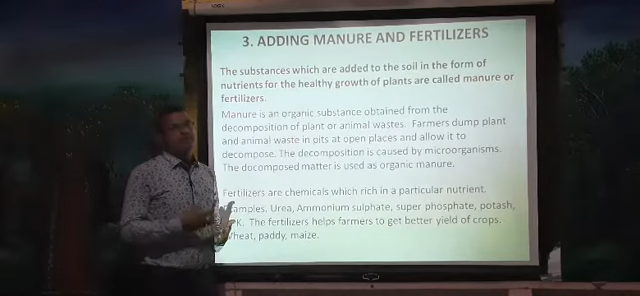 3. ADDING MANURE AND FERTILIZERS
The substances which are added to the soil in the form of
nutrients for the healthy growth of plants are called manure or
fertilizers.
Manure is an organic substance obtained from the
decomposition of plant or animal wastes. Farmers dump plant
and animal waste in pits at open places and allow it to
decompose. The decomposition is caused by microorganisms.
The docomposed matter is used as organic manure.
Fertilizers are chemicals which rich in a particular nutrient.
Urea, Ammonium sulphate, super phosphate, potash,
The fertilizers helps farmers to get better yield of crops.
Wheat, paddy, maize.